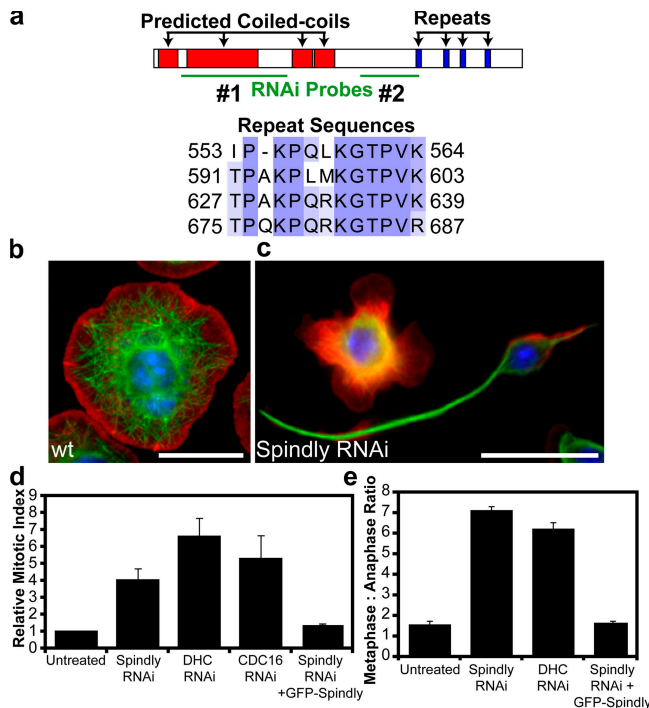 a
Predicted Coiled-coils
Repeats
#1
RNAi Probes
#2
Repeat Sequences
553 I P - K P Q L K G T P V K 564
591 T P A K P L M K G T P V K 603
627 T P A K P Q R K G T P V K 639
675 T P Q K P Q R K G T P V R 687
b
c
wt
Spindly RNAi
d
Relative Mitotic Index
9
8
7
6
5
4
3
2
1
0
Untreated
Spindly RNAi
DHC RNAi
CDC16 RNAi
Spindly RNAi +GFP-Spindly
e
Metaphase : Anaphase Ratio
8
7
6
5
4
3
2
1
0
Untreated
Spindly RNAi
DHC RNAi
Spindly RNAi + GFP-Spindly